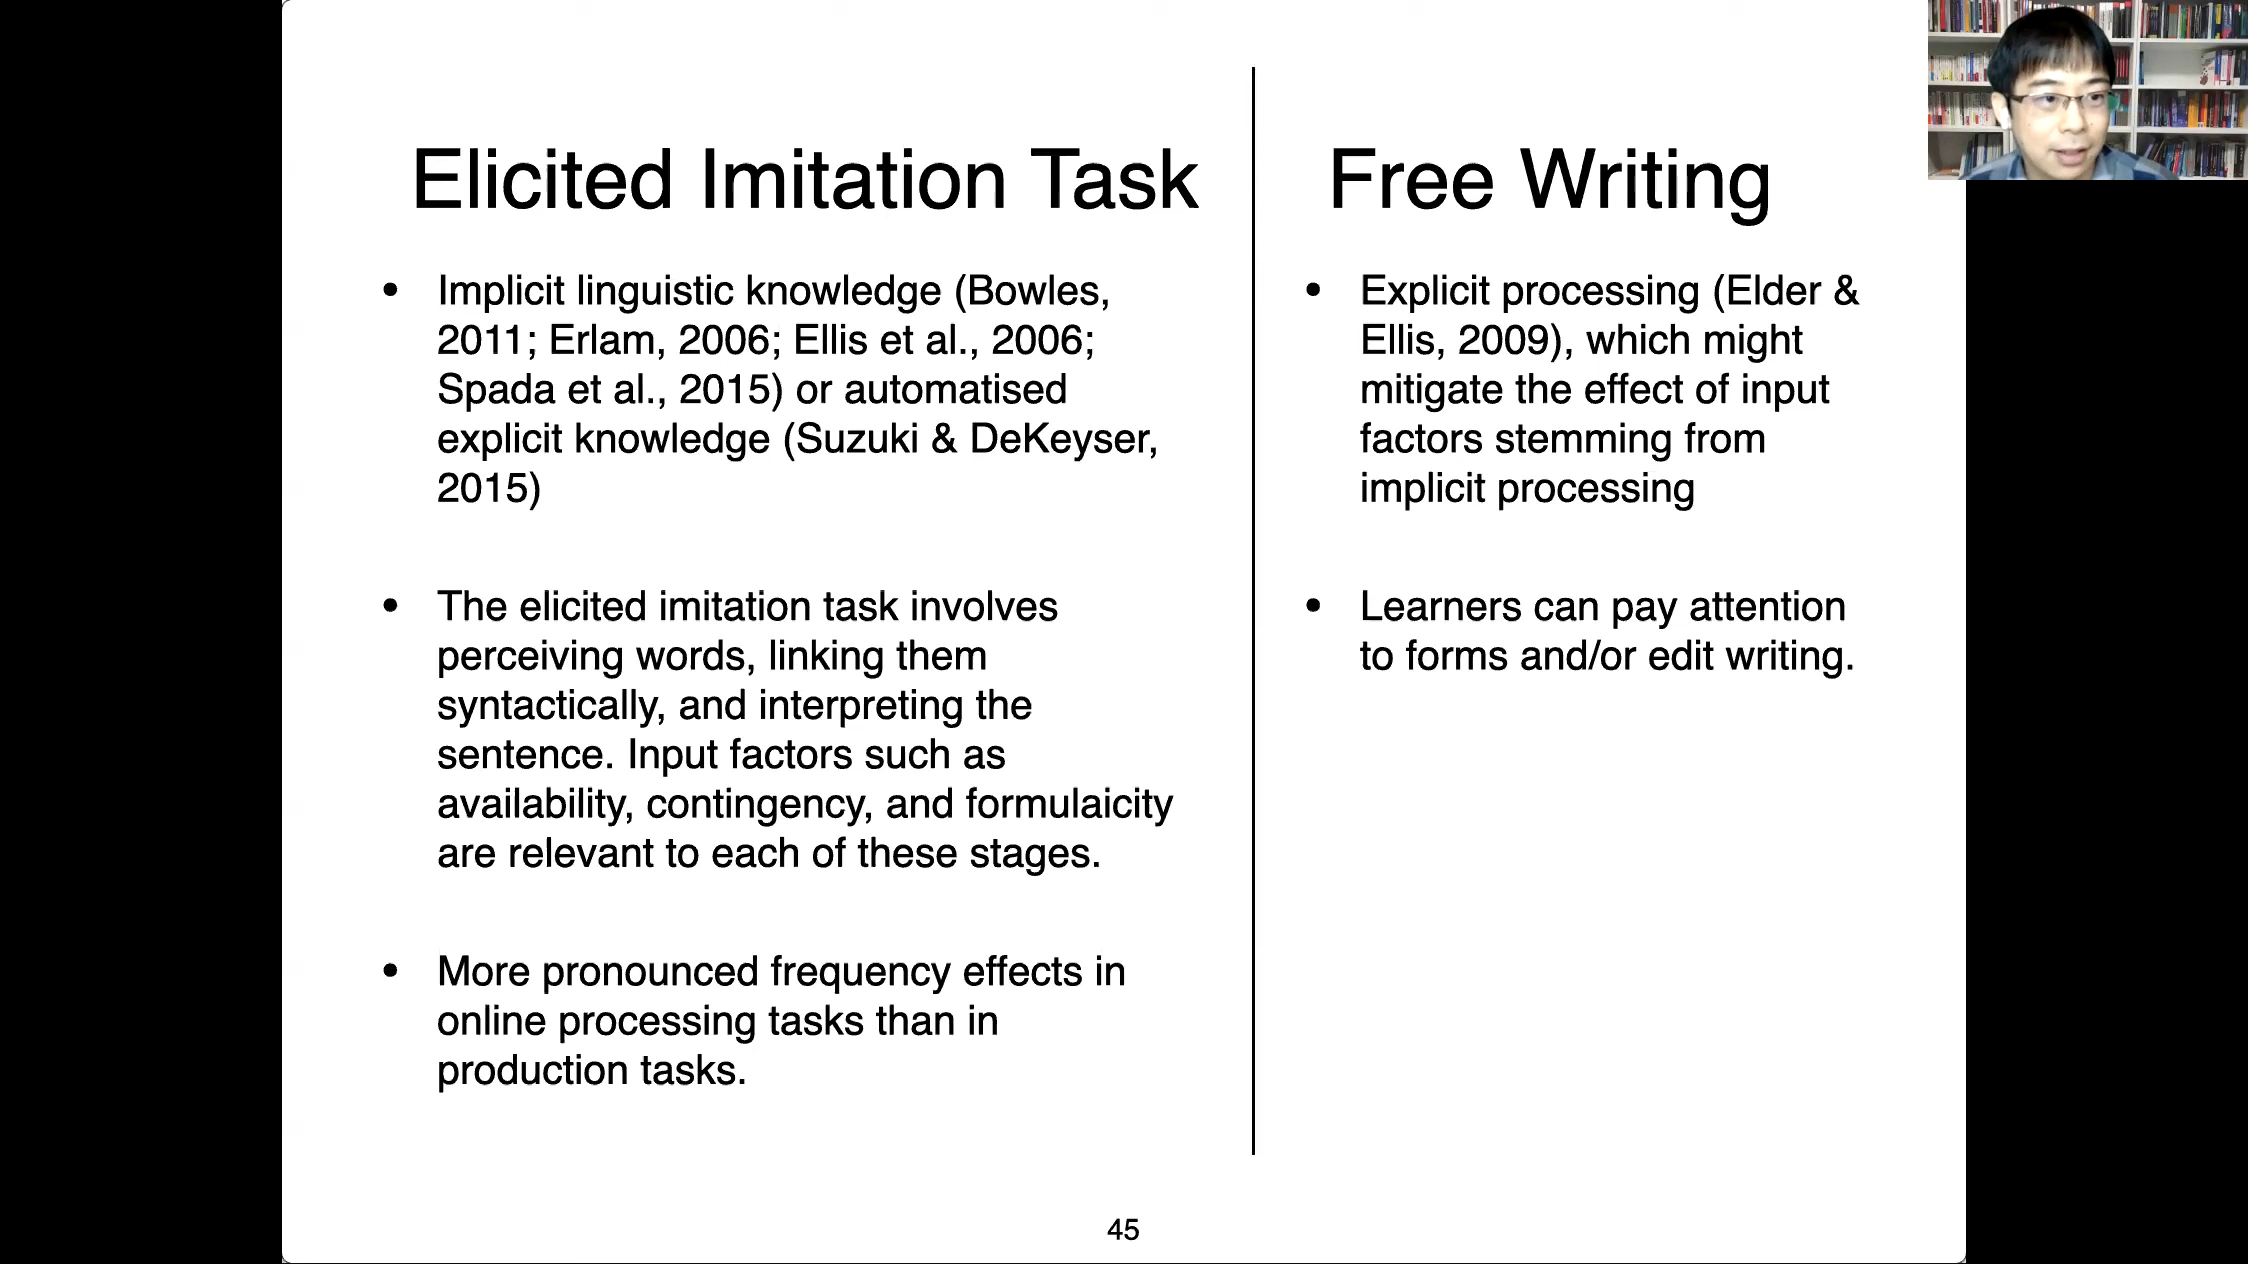 Elicited Imitation Task
• Implicit linguistic knowledge (Bowles,
2011; Erlam, 2006; Ellis et al., 2006;
Spada et al., 2015) or automatised
explicit knowledge (Suzuki & DeKeyser,
2015)
• The elicited imitation task involves
perceiving words, linking them
syntactically, and interpreting the
sentence. Input factors such as
availability, contingency, and formulaicity
are relevant to each of these stages.
• More pronounced frequency effects in
online processing tasks than in
production tasks.
Free Writing
• Explicit processing (Elder &
Ellis, 2009), which might
mitigate the effect of input
factors stemming from
implicit processing
• Learners can pay attention
to forms and/or edit writing.
45